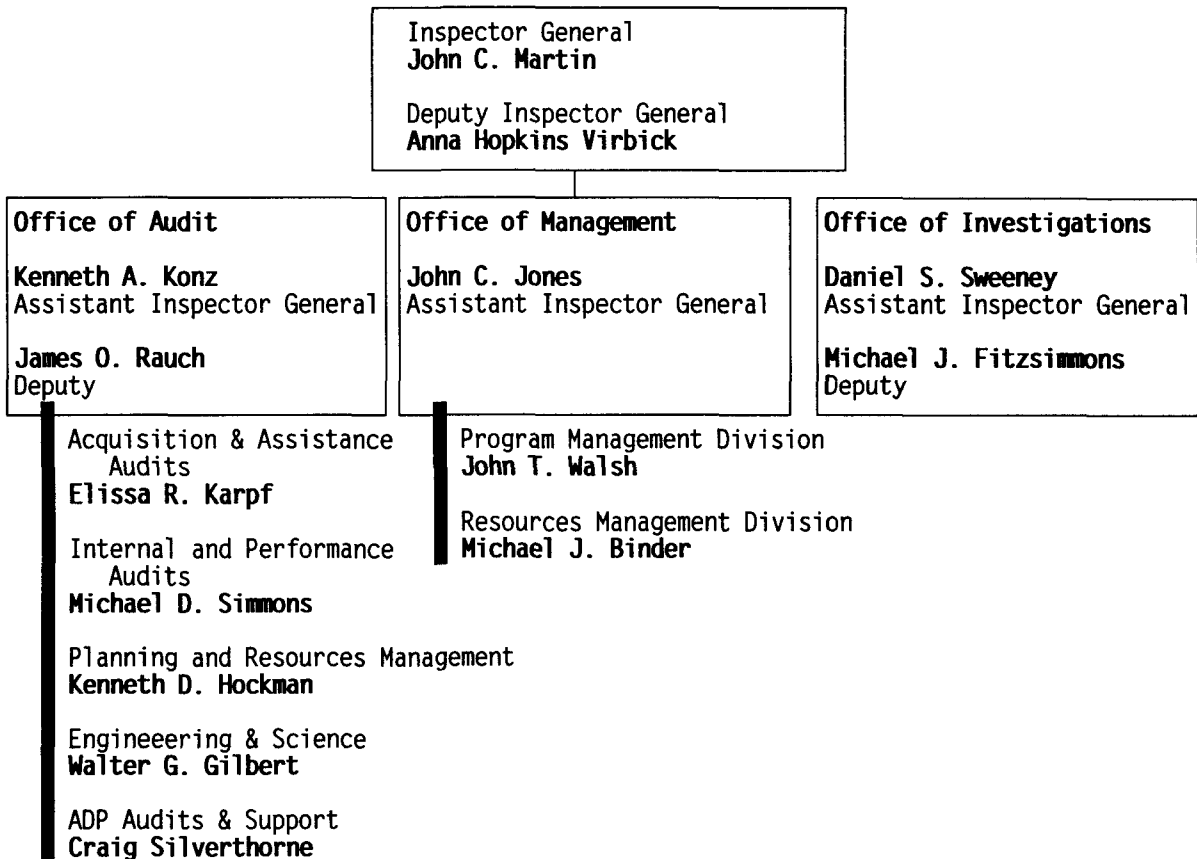 Inspector General
John C. Martin
Deputy Inspector General
Anna Hopkins Virbick
Office of Audit
Kenneth A. Konz
Assistant Inspector General
James O. Rauch
Deputy
Office of Management
John C. Jones
Assistant Inspector General
Office of Investigations
Daniel S. Sweeney
Assistant Inspector General
Michael J. Fitzsimmons
Deputy
Acquisition & Assistance
Audits
Elissa R. Karpf
Internal and Performance
Audits
Michael D. Simmons
Planning and Resources Management
Kenneth D. Hockman
Engineeering & Science
Walter G. Gilbert
ADP Audits & Support
Craig Silverthorne
Program Management Division
John T. Walsh
Resources Management Division
Michael J. Binder